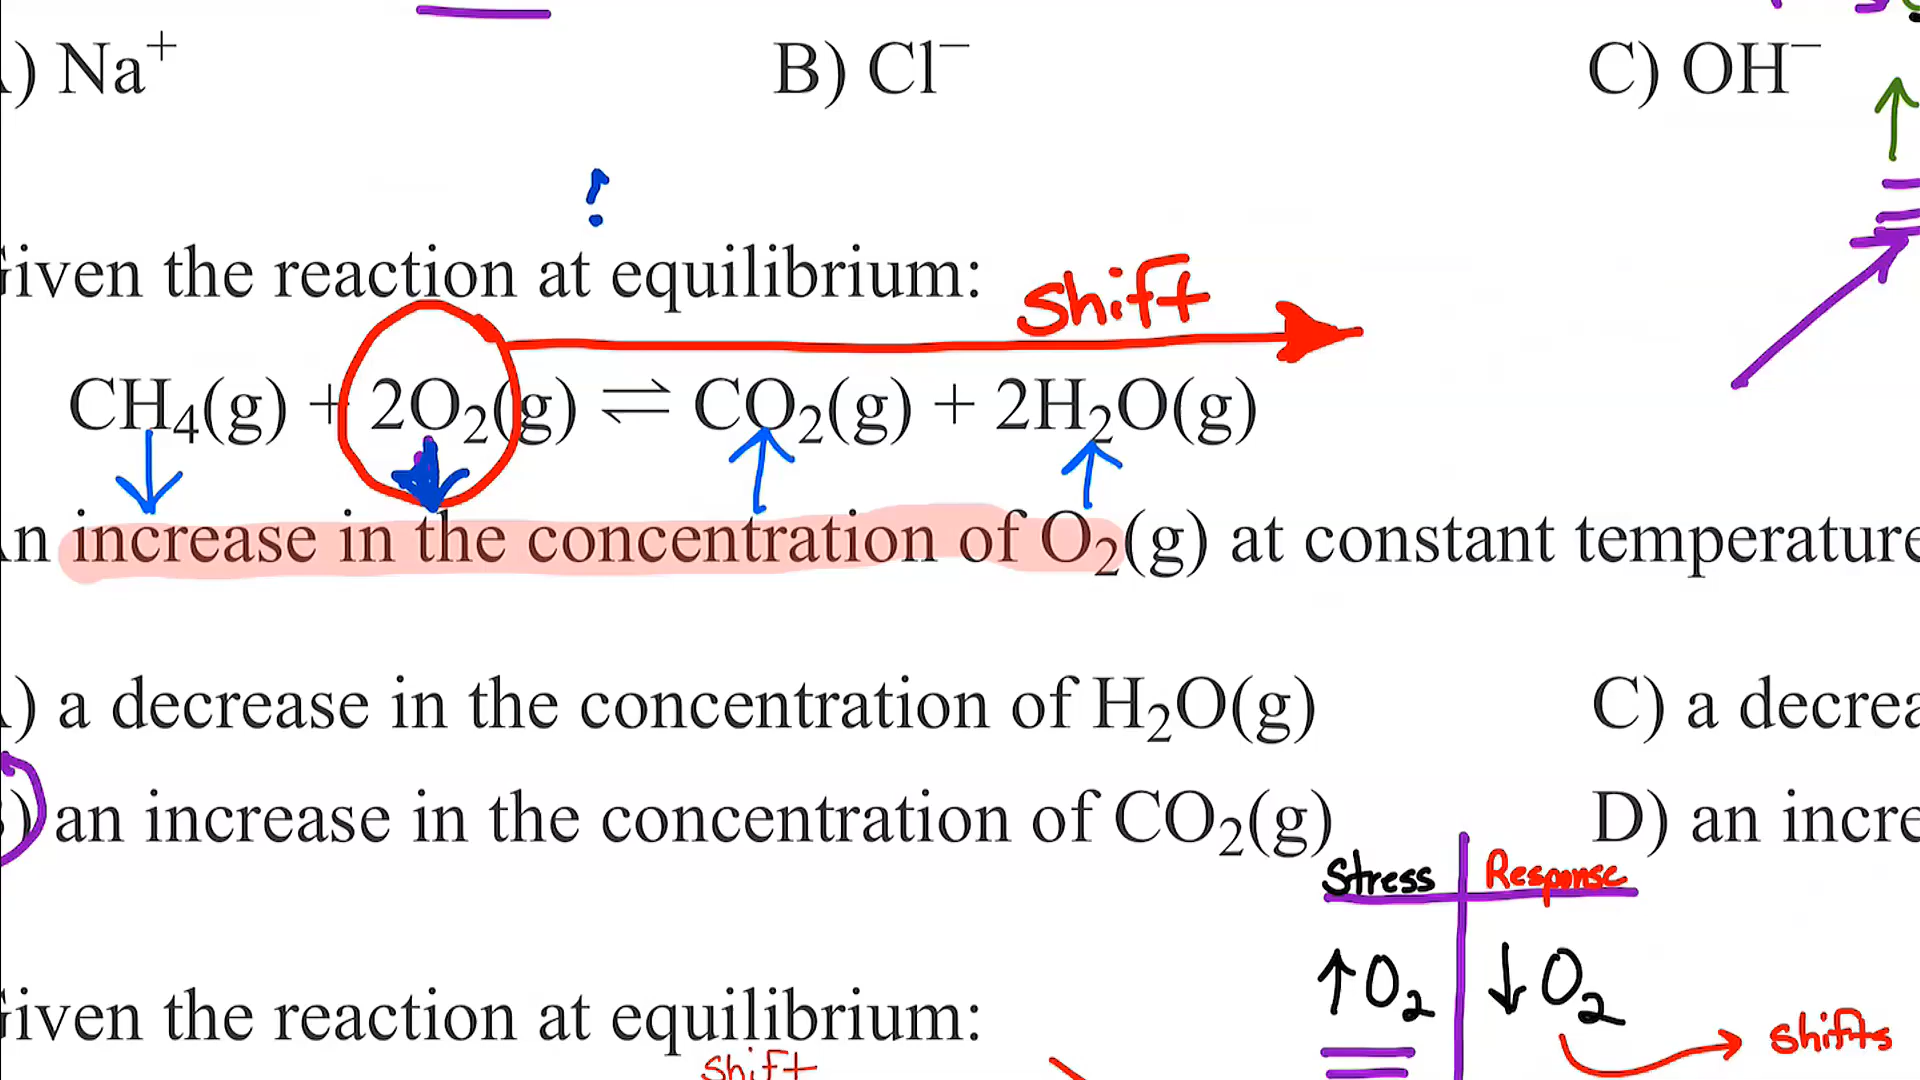 ) Na⁺ B) Cl⁻ C) OH⁻
iven the reaction at equilibrium:
shift
CH₄(g) + 2O₂(g) ⇌ CO₂(g) + 2H₂O(g)
n increase in the concentration of O₂(g) at constant temperature
) a decrease in the concentration of H₂O(g) C) a decrea
) an increase in the concentration of CO₂(g) D) an incre
Stress Response
↑O₂ ↓O₂
shifts
iven the reaction at equilibrium:
shift